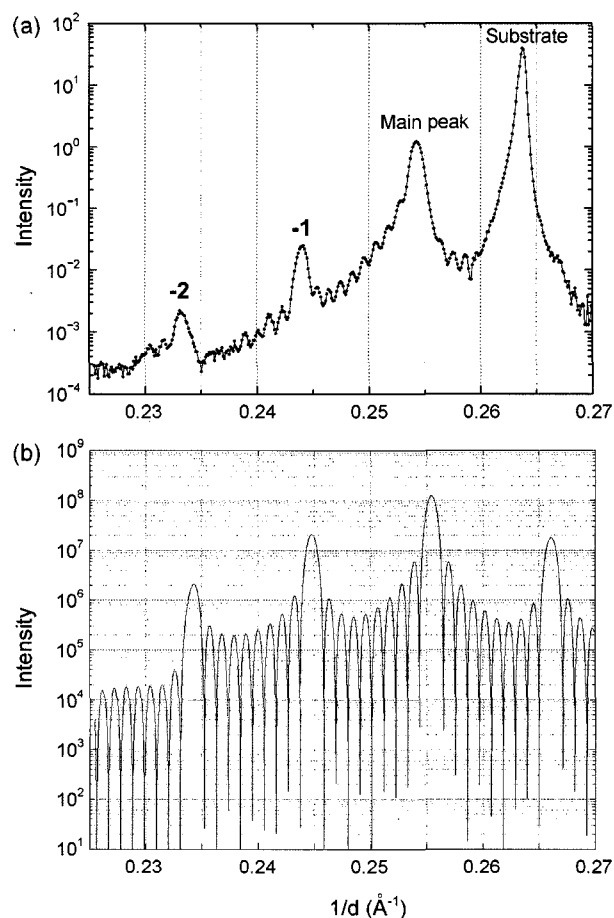 (a)
10²
Substrate
10¹
Main peak
10⁰
Intensity
10⁻¹
-1
10⁻²
-2
10⁻³
10⁻⁴
0.23 0.24 0.25 0.26 0.27
(b)
10⁹
10⁸
10⁷
10⁶
Intensity
10⁵
10⁴
10³
10²
10¹
0.23 0.24 0.25 0.26 0.27
1/d (Å⁻¹)